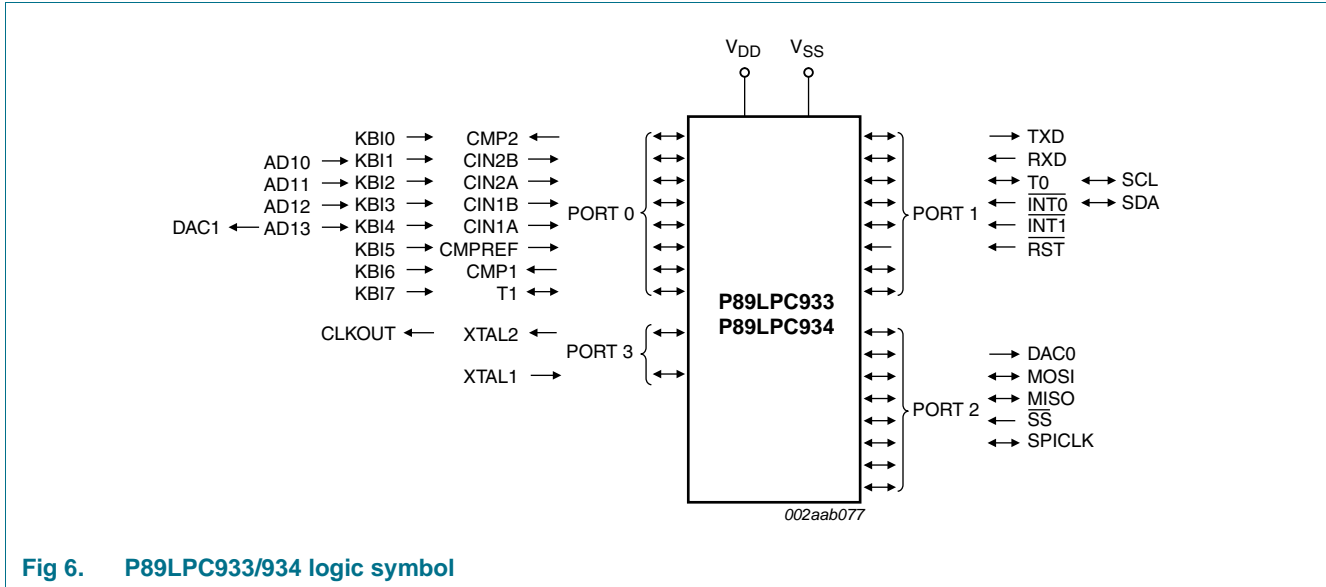 VDD VSS
KBI0 CMP2 TXD
AD10 KBI1 CIN2B RXD
AD11 KBI2 CIN2A T0 SCL
AD12 KBI3 CIN1B PORT 0 PORT 1 INT0 SDA
DAC1 AD13 KBI4 CIN1A INT1
KBI5 CMPREF RST
KBI6 CMP1
KBI7 T1
P89LPC933
P89LPC934
CLKOUT XTAL2
PORT 3 DAC0
XTAL1 MOSI
MISO
PORT 2 SS
SPICLK
002aab077
Fig 6. P89LPC933/934 logic symbol